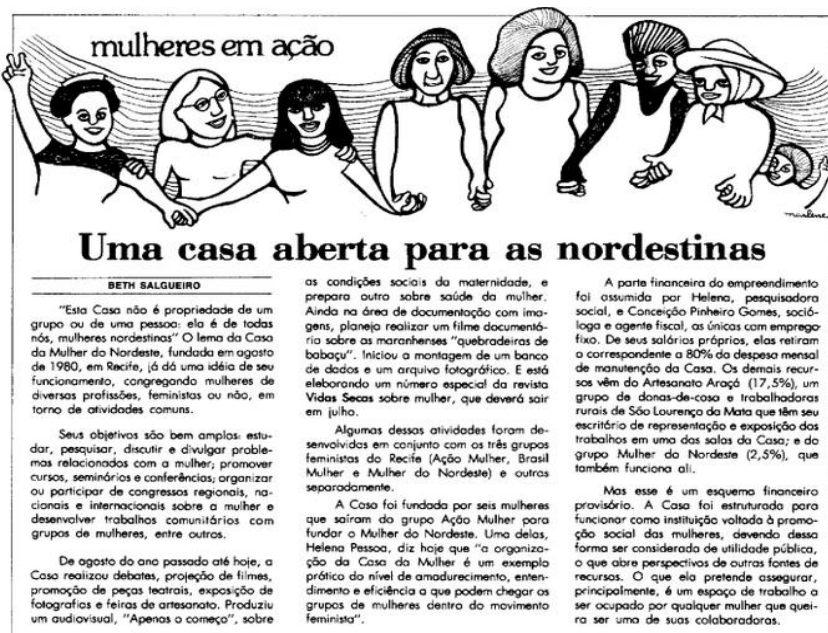 mulheres em ação
marlene
Uma casa aberta para as nordestinas
BETH SALGUEIRO
"Esta Casa não é propriedade de um
grupo ou de uma pessoa: ela é de todas
nós, mulheres nordestinas" O lema da Casa
da Mulher do Nordeste, fundada em agosto
de 1980, em Recife, já dá uma idéia de seu
funcionamento, congregando mulheres de
diversas profissões, feministas ou não, em
torno de atividades comuns.
Seus objetivos são bem amplos: estu-
dar, pesquisar, discutir e divulgar proble-
mas relacionados com a mulher; promover
cursos, seminários e conferências; organizar
ou participar de congressos regionais, na-
cionais e internacionais sobre a mulher e
desenvolver trabalhos comunitários com
grupos de mulheres, entre outros.
De agosto do ano passado até hoje, a
Casa realizou debates, projeção de filmes,
promoção de peças teatrais, exposição de
fotografias e feiras de artesanato. Produziu
um audiovisual, "Apenas o começo", sobre
as condições sociais da maternidade, e
prepara outro sobre saúde da mulher.
Ainda na área de documentação com ima-
gens, planeja realizar um filme documentó-
rio sobre as maranhenses "quebradeiras de
babaçu". Iniciou a montagem de um banco
de dados e um arquivo fotográfico. E está
eleborando um número especial da revista
Vidas Secas sobre mulher, que deverá sair
em julho.
Algumas dessas atividades foram de-
senvolvidas em conjunto com os três grupos
feministas do Recife (Ação Mulher, Brasil
Mulher e Mulher do Nordeste) e outras
separadamente.
A Casa foi fundada por seis mulheres
que saíram do grupo Ação Mulher para
fundar o Mulher do Nordeste. Uma delas,
Helena Pessoa, diz hoje que "a organiza-
ção da Casa da Mulher é um exemplo
prático do nível de amadurecimento, enten-
dimento e eficiência a que podem chegar os
grupos de mulheres dentro do movimento
feminista".
A parte financeira do empreendimento
foi assumida por Helena, pesquisadora
social, e Conceição Pinheiro Gomes, soció-
loga e agente fiscal, as únicas com emprego
fixo. De seus salários próprios, elas retiram
o correspondente a 80% da despesa mensal
de manutenção da Casa. Os demais recur-
sos vêm do Artesanato Araçá (17,5%), um
grupo de donas-de-casa e trabalhadoras
rurais de São Lourenço da Mata que têm seu
escritório de representação e exposição dos
trabalhos em uma das salas da Casa; e do
grupo Mulher do Nordeste (2,5%), que
também funciona ali.
Mas esse é um esquema financeiro
provisório. A Casa foi estruturada para
funcionar como instituição voltada à promo-
ção social das mulheres, devendo dessa
forma ser considerada de utilidade pública,
o que abre perspectivas de outras fontes de
recursos. O que ela pretende assegurar,
principalmente, é um espaço de trabalho a
ser ocupado por qualquer mulher que quei-
ra ser uma de suas colaboradoras.